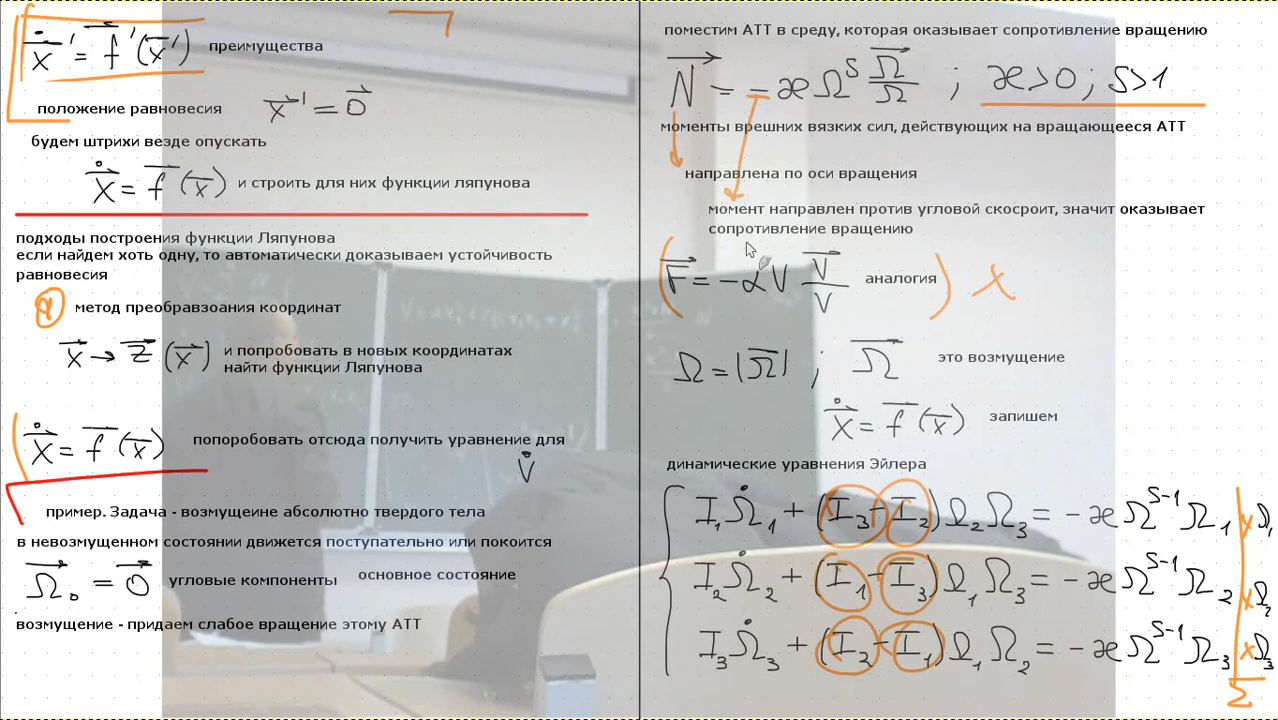 ẋ' = f'(x') преимущества
положение равновесия x' = 0
будем штрихи везде опускать
ẋ = f(x) и строить для них функции ляпунова
подходы построения функции Ляпунова
если найдем хоть одну, то автоматически доказываем устойчивость
равновесия
метод преобравзоания координат
x → z(x) и попробовать в новых координатах
найти функции Ляпунова
ẋ = f(x) попоробовать отсюда получить уравнение для
V̇
пример. Задача - возмущеине абсолютно твердого тела
в невозмущенном состоянии движется поступательно или покоится
Ω₀ = 0 угловые компоненты основное состояние
возмущение - придаем слабое вращение этому АТТ
поместим АТТ в среду, которая оказывает сопротивление вращению
N = - æ Ω^S Ω/Ω ; æ>0 ; S>1
моменты врешних вязких сил, действующих на вращающееся АТТ
направлена по оси вращения
момент направлен против угловой скосроит, значит оказывает
сопротивление вращению
(F = -αV V/V аналогия) x
Ω = |Ω| ; Ω это возмущение
ẋ = f(x) запишем
динамические уравнения Эйлера
I₁Ω̇₁ + (I₃ - I₂)Ω₂Ω₃ = - æ Ω^(S-1) Ω₁ x Ω₁
I₂Ω̇₂ + (I₁ - I₃)Ω₁Ω₃ = - æ Ω^(S-1) Ω₂ x Ω₂
I₃Ω̇₃ + (I₂ - I₁)Ω₁Ω₂ = - æ Ω^(S-1) Ω₃ x Ω₃
Σ